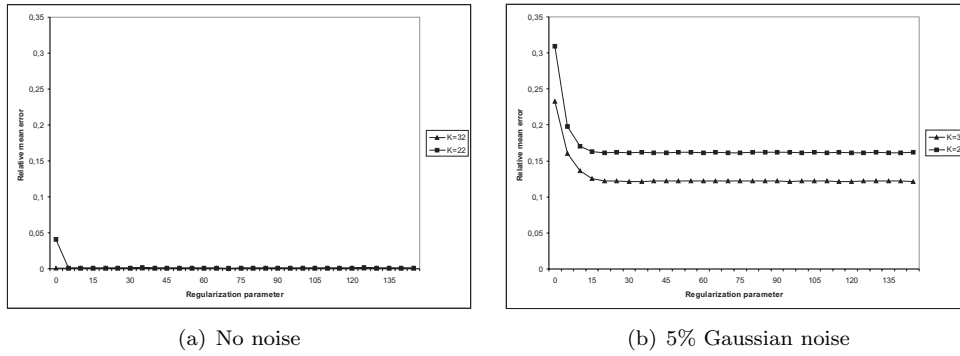 0,35
0,3
0,25
0,2
0,15
0,1
0,05
0
Relative mean error
0 15 30 45 60 75 90 105 120 135
Regularization parameter
K=32
K=22
(a) No noise
0,35
0,3
0,25
0,2
0,15
0,1
0,05
0
Relative mean error
0 15 30 45 60 75 90 105 120 135
Regularization parameter
K=3
K=2
(b) 5% Gaussian noise